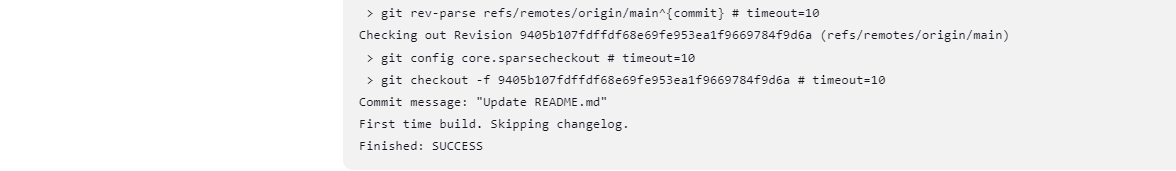 > git rev-parse refs/remotes/origin/main^{commit} # timeout=10
Checking out Revision 9405b107fdffdf68e69fe953ea1f9669784f9d6a (refs/remotes/origin/main)
> git config core.sparsecheckout # timeout=10
> git checkout -f 9405b107fdffdf68e69fe953ea1f9669784f9d6a # timeout=10
Commit message: "Update README.md"
First time build. Skipping changelog.
Finished: SUCCESS